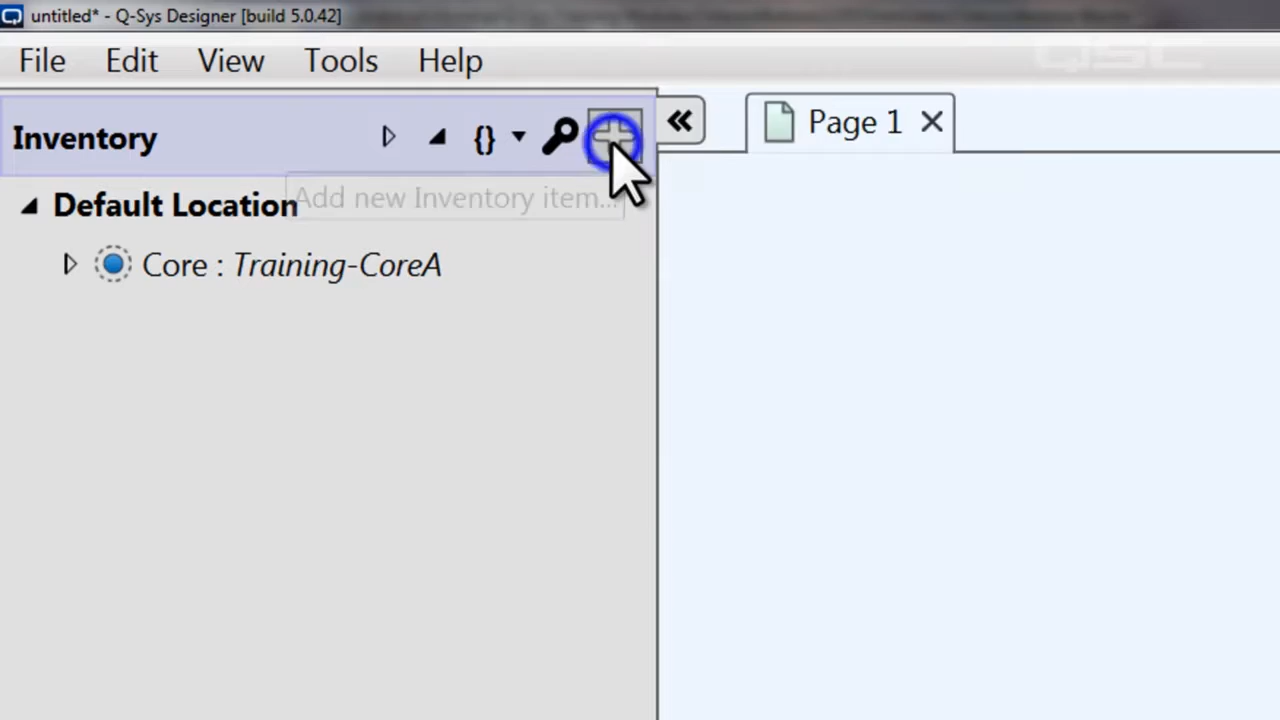 untitled* - Q-Sys Designer [build 5.0.42]
QSC
File Edit View Tools Help
Inventory {}
Page 1
Add new Inventory item...
Default Location
Core : Training-CoreA